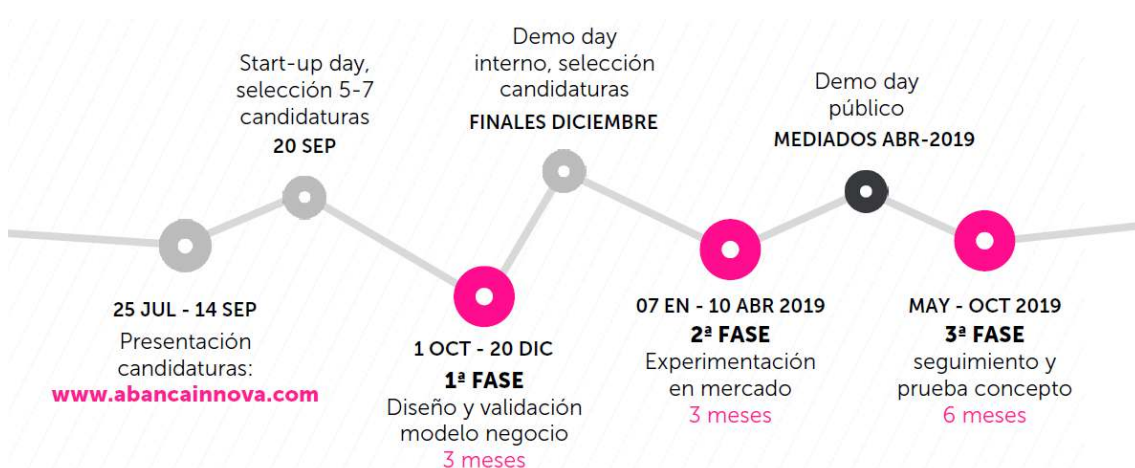 Start-up day,
selección 5-7
candidaturas
20 SEP
Demo day
interno, selección
candidaturas
FINALES DICIEMBRE
Demo day
público
MEDIADOS ABR-2019
25 JUL - 14 SEP
Presentación
candidaturas:
www.abancainnova.com
1 OCT - 20 DIC
1ª FASE
Diseño y validación
modelo negocio
3 meses
07 EN - 10 ABR 2019
2ª FASE
Experimentación
en mercado
3 meses
MAY - OCT 2019
3ª FASE
seguimiento y
prueba concepto
6 meses